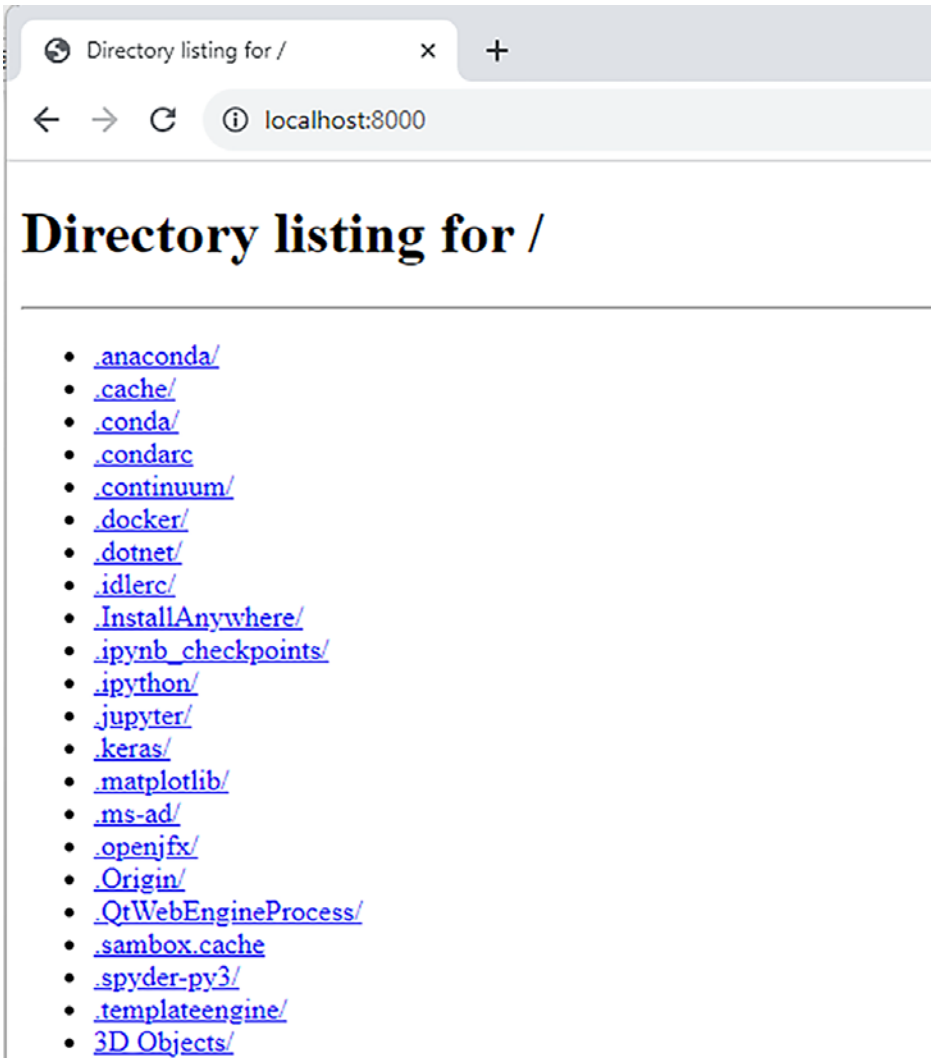 Directory listing for /
localhost:8000
Directory listing for /
.anaconda/
.cache/
.conda/
.condarc
.continuum/
.docker/
.dotnet/
.idlerc/
.InstallAnywhere/
.ipynb_checkpoints/
.ipython/
.jupyter/
.keras/
.matplotlib/
.ms-ad/
.openjfx/
.Origin/
.QtWebEngineProcess/
.sambox.cache
.spyder-py3/
.templateengine/
3D Objects/